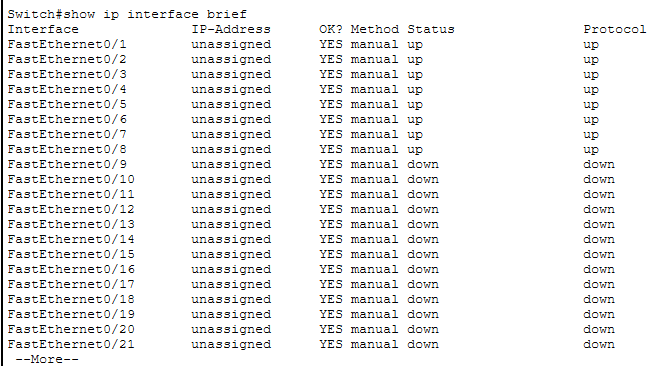 Switch#show ip interface brief
Interface IP-Address OK? Method Status Protocol
FastEthernet0/1 unassigned YES manual up up
FastEthernet0/2 unassigned YES manual up up
FastEthernet0/3 unassigned YES manual up up
FastEthernet0/4 unassigned YES manual up up
FastEthernet0/5 unassigned YES manual up up
FastEthernet0/6 unassigned YES manual up up
FastEthernet0/7 unassigned YES manual up up
FastEthernet0/8 unassigned YES manual up up
FastEthernet0/9 unassigned YES manual down down
FastEthernet0/10 unassigned YES manual down down
FastEthernet0/11 unassigned YES manual down down
FastEthernet0/12 unassigned YES manual down down
FastEthernet0/13 unassigned YES manual down down
FastEthernet0/14 unassigned YES manual down down
FastEthernet0/15 unassigned YES manual down down
FastEthernet0/16 unassigned YES manual down down
FastEthernet0/17 unassigned YES manual down down
FastEthernet0/18 unassigned YES manual down down
FastEthernet0/19 unassigned YES manual down down
FastEthernet0/20 unassigned YES manual down down
FastEthernet0/21 unassigned YES manual down down
--More--